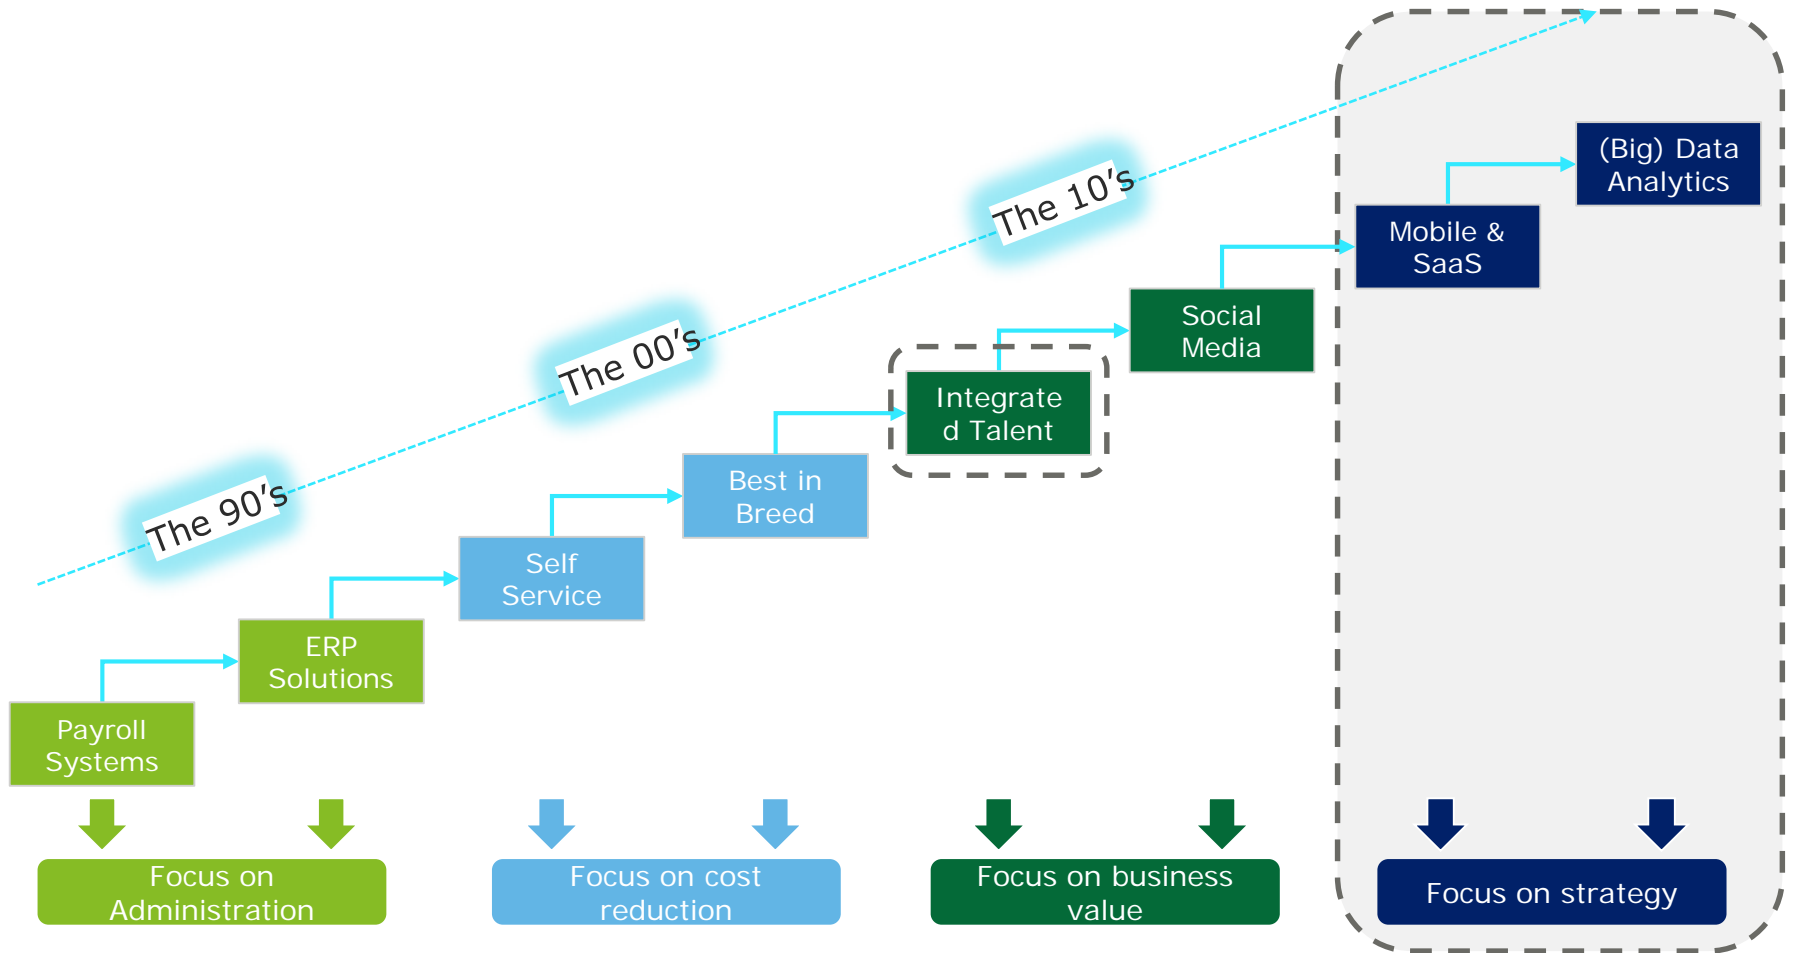 The 90’s
The 00’s
The 10’s
(Big) Data
Analytics
Mobile &
SaaS
Social
Media
Integrate
d Talent
Best in
Breed
Self
Service
ERP
Solutions
Payroll
Systems
Focus on
Administration
Focus on cost
reduction
Focus on business
value
Focus on strategy